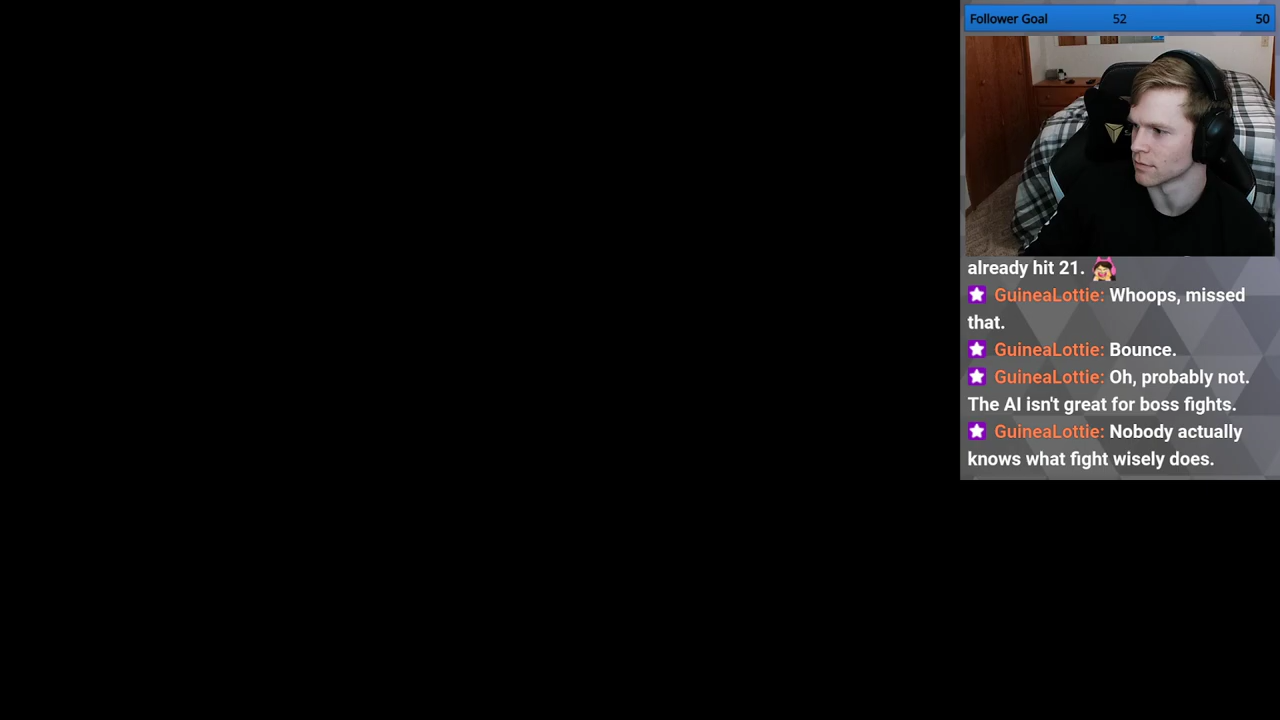 Follower Goal 52 50
already hit 21.
GuineaLottie: Whoops, missed
that.
GuineaLottie: Bounce.
GuineaLottie: Oh, probably not.
The AI isn't great for boss fights.
GuineaLottie: Nobody actually
knows what fight wisely does.